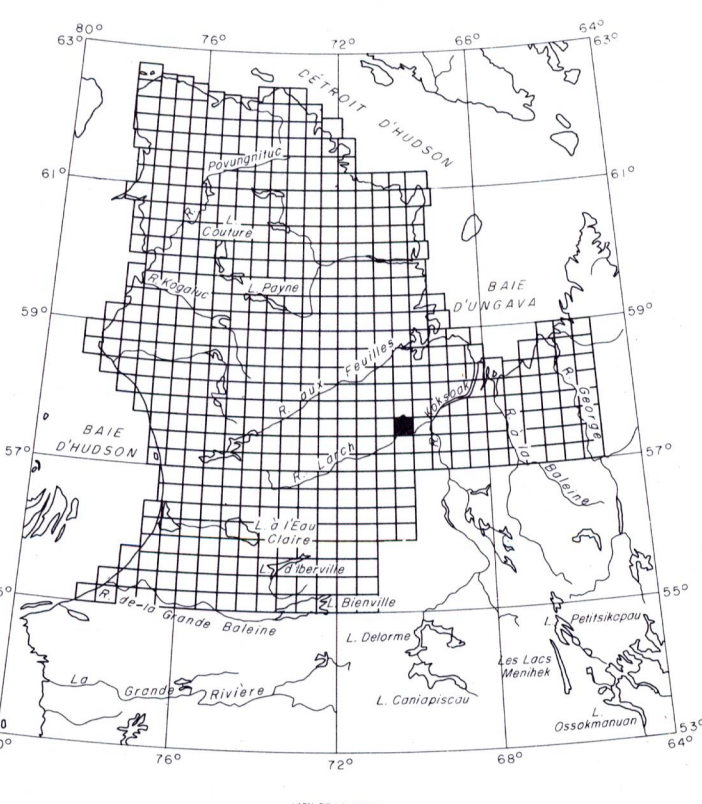 80°
76°
72°
68°
64°
63°
63°
DÉTROIT D'HUDSON
61°
Povungnituc
R.
61°
L.
Couture
R. Kogaluc
L. Payne
BAIE
D'UNGAVA
59°
59°
R. aux Feuilles
Koksoak
R.
George
R. à la
Baleine
BAIE
D'HUDSON
57°
R. Larch
57°
L. à l'Eau
Claire
L. d'Iberville
55°
R. de-la Grande Baleine
L. Bienville
55°
L. Delorme
L. Petitsikapau
Les Lacs
Menihek
La Grande Rivière
L. Caniapiscau
L.
Ossokmanuan
53°
76°
72°
68°
64°